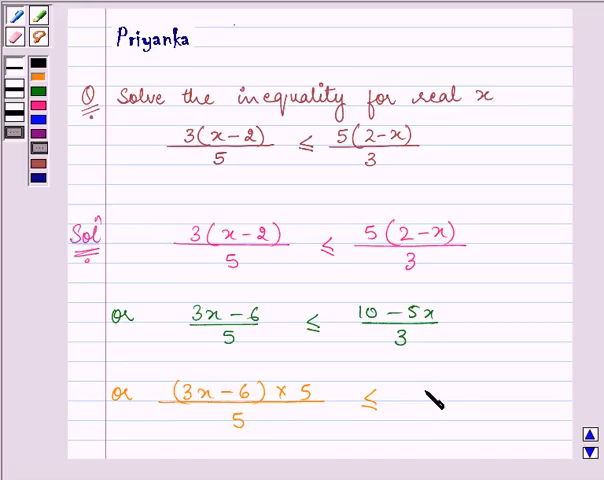 Priyanka
Q Solve the inequality for real x
3(x-2)/5 ≤ 5(2-x)/3
Solⁿ 3(x-2)/5 ≤ 5(2-x)/3
or 3x-6/5 ≤ 10-5x/3
or (3x-6)×5/5 ≤